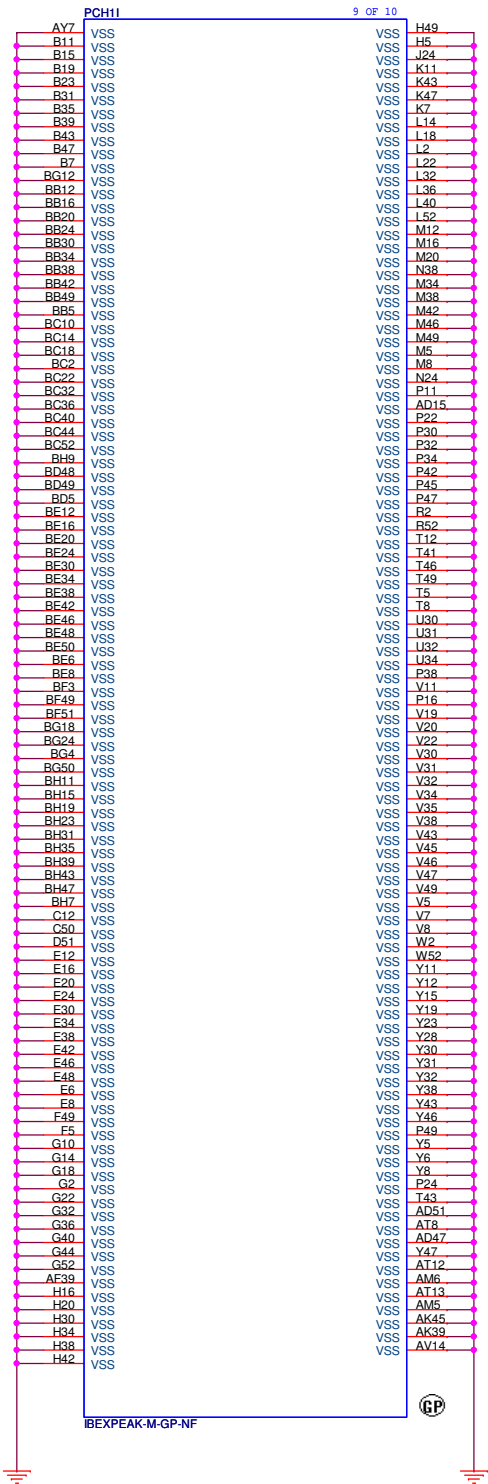 PCH1I 9 OF 10
AY7 VSS VSS H49
B11 VSS VSS H5
B15 VSS VSS J24
B19 VSS VSS K11
B23 VSS VSS K43
B31 VSS VSS K47
B35 VSS VSS K7
B39 VSS VSS L14
B43 VSS VSS L18
B47 VSS VSS L2
B7 VSS VSS L22
BG12 VSS VSS L32
BB12 VSS VSS L36
BB16 VSS VSS L40
BB20 VSS VSS L52
BB24 VSS VSS M12
BB30 VSS VSS M16
BB34 VSS VSS M20
BB38 VSS VSS N38
BB42 VSS VSS M34
BB49 VSS VSS M38
BB5 VSS VSS M42
BC10 VSS VSS M46
BC14 VSS VSS M49
BC18 VSS VSS M5
BC2 VSS VSS M8
BC22 VSS VSS N24
BC32 VSS VSS P11
BC36 VSS VSS AD15
BC40 VSS VSS P22
BC44 VSS VSS P30
BC52 VSS VSS P32
BH9 VSS VSS P34
BD48 VSS VSS P42
BD49 VSS VSS P45
BD5 VSS VSS P47
BE12 VSS VSS R2
BE16 VSS VSS R52
BE20 VSS VSS T12
BE24 VSS VSS T41
BE30 VSS VSS T46
BE34 VSS VSS T49
BE38 VSS VSS T5
BE42 VSS VSS T8
BE46 VSS VSS U30
BE48 VSS VSS U31
BE50 VSS VSS U32
BE6 VSS VSS U34
BE8 VSS VSS P38
BF3 VSS VSS V11
BF49 VSS VSS P16
BF51 VSS VSS V19
BG18 VSS VSS V20
BG24 VSS VSS V22
BG4 VSS VSS V30
BG50 VSS VSS V31
BH11 VSS VSS V32
BH15 VSS VSS V34
BH19 VSS VSS V35
BH23 VSS VSS V38
BH31 VSS VSS V43
BH35 VSS VSS V45
BH39 VSS VSS V46
BH43 VSS VSS V47
BH47 VSS VSS V49
BH7 VSS VSS V5
C12 VSS VSS V7
C50 VSS VSS V8
D51 VSS VSS W2
E12 VSS VSS W52
E16 VSS VSS Y11
E20 VSS VSS Y12
E24 VSS VSS Y15
E30 VSS VSS Y19
E34 VSS VSS Y23
E38 VSS VSS Y28
E42 VSS VSS Y30
E46 VSS VSS Y31
E48 VSS VSS Y32
E6 VSS VSS Y38
E8 VSS VSS Y43
F49 VSS VSS Y46
F5 VSS VSS P49
G10 VSS VSS Y5
G14 VSS VSS Y6
G18 VSS VSS Y8
G2 VSS VSS P24
G22 VSS VSS T43
G32 VSS VSS AD51
G36 VSS VSS AT8
G40 VSS VSS AD47
G44 VSS VSS Y47
G52 VSS VSS AT12
AF39 VSS VSS AM6
H16 VSS VSS AT13
H20 VSS VSS AM5
H30 VSS VSS AK45
H34 VSS VSS AK39
H38 VSS VSS AV14
H42 VSS
GP
IBEXPEAK-M-GP-NF